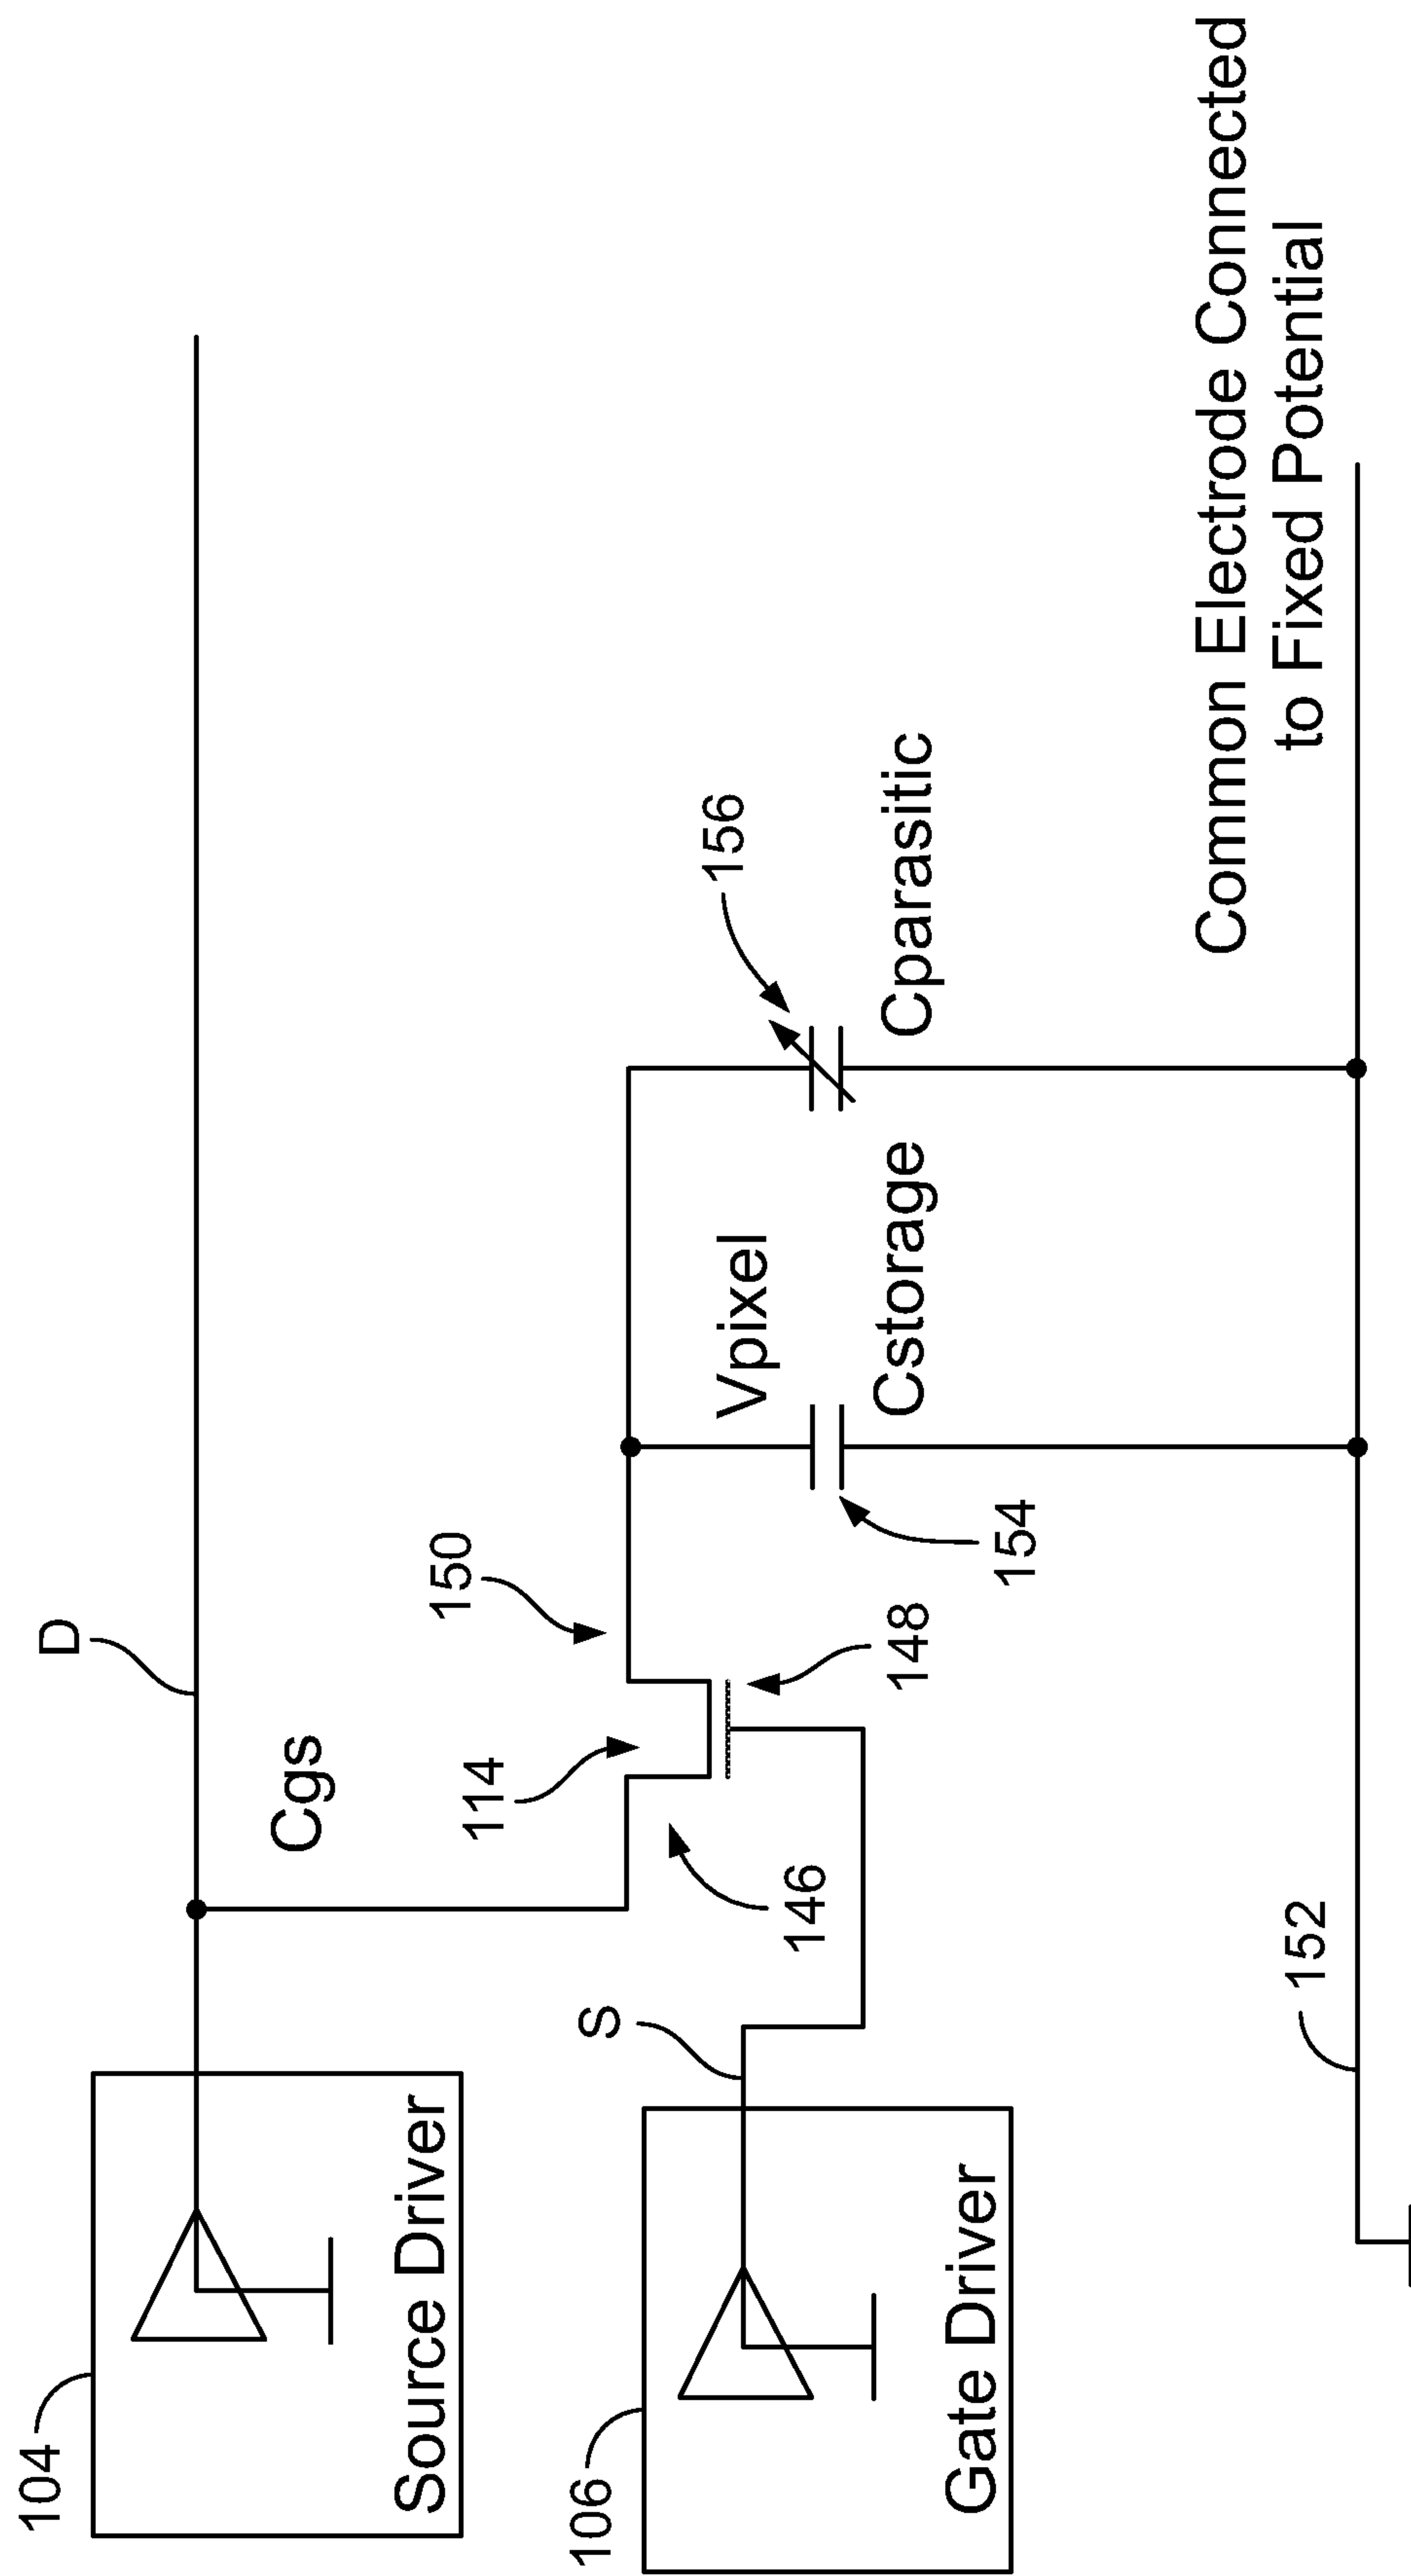 104
Source Driver
D
Cgs
106
Gate Driver
S
114
146
148
150
Vpixel
Cstorage
154
156
Cparasitic
152
Common Electrode Connected
to Fixed Potential